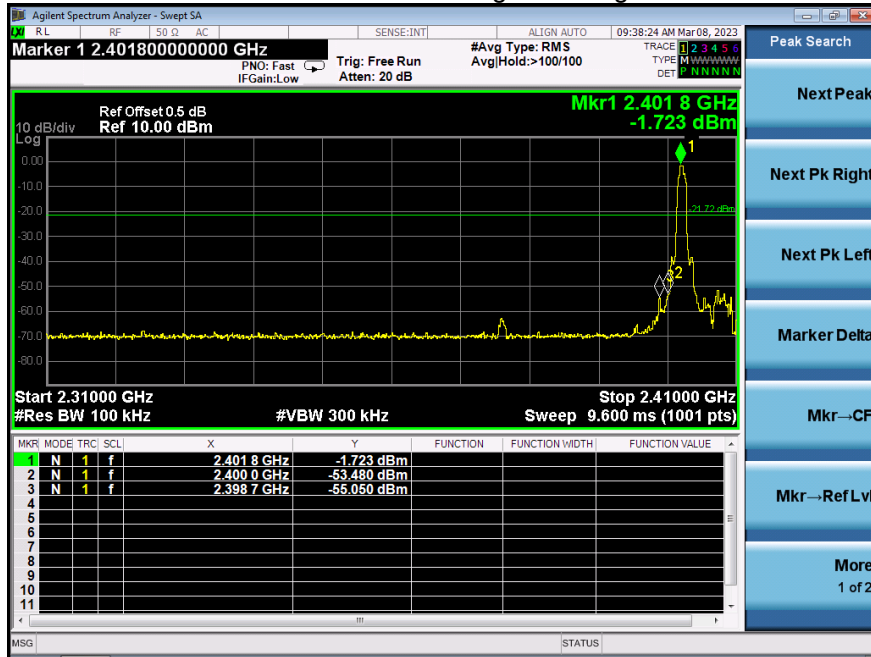 Agilent Spectrum Analyzer - Swept SA
LXI RL RF 50 Ω AC SENSE:INT ALIGN AUTO 09:38:24 AM Mar 08, 2023
Marker 1 2.401800000000 GHz
PNO: Fast
IFGain:Low
Trig: Free Run
Atten: 20 dB
#Avg Type: RMS
Avg|Hold:>100/100
TRACE 1 2 3 4 5 6
TYPE M WWWWW
DET P N N N N N
Peak Search
Next Peak
Next Pk Right
Next Pk Left
Marker Delta
Mkr→CF
Mkr→Ref Lvl
More
1 of 2
Ref Offset 0.5 dB
10 dB/div Ref 10.00 dBm
Log
Mkr1 2.401 8 GHz
-1.723 dBm
1
0.00
-10.0
-20.0
-21.72 dBm
-30.0
-40.0
2
-50.0
-60.0
-70.0
-80.0
Start 2.31000 GHz Stop 2.41000 GHz
#Res BW 100 kHz #VBW 300 kHz Sweep 9.600 ms (1001 pts)
MKR MODE TRC SCL X Y FUNCTION FUNCTION WIDTH FUNCTION VALUE
1 N 1 f 2.401 8 GHz -1.723 dBm
2 N 1 f 2.400 0 GHz -53.480 dBm
3 N 1 f 2.398 7 GHz -55.050 dBm
4
5
6
7
8
9
10
11
MSG STATUS